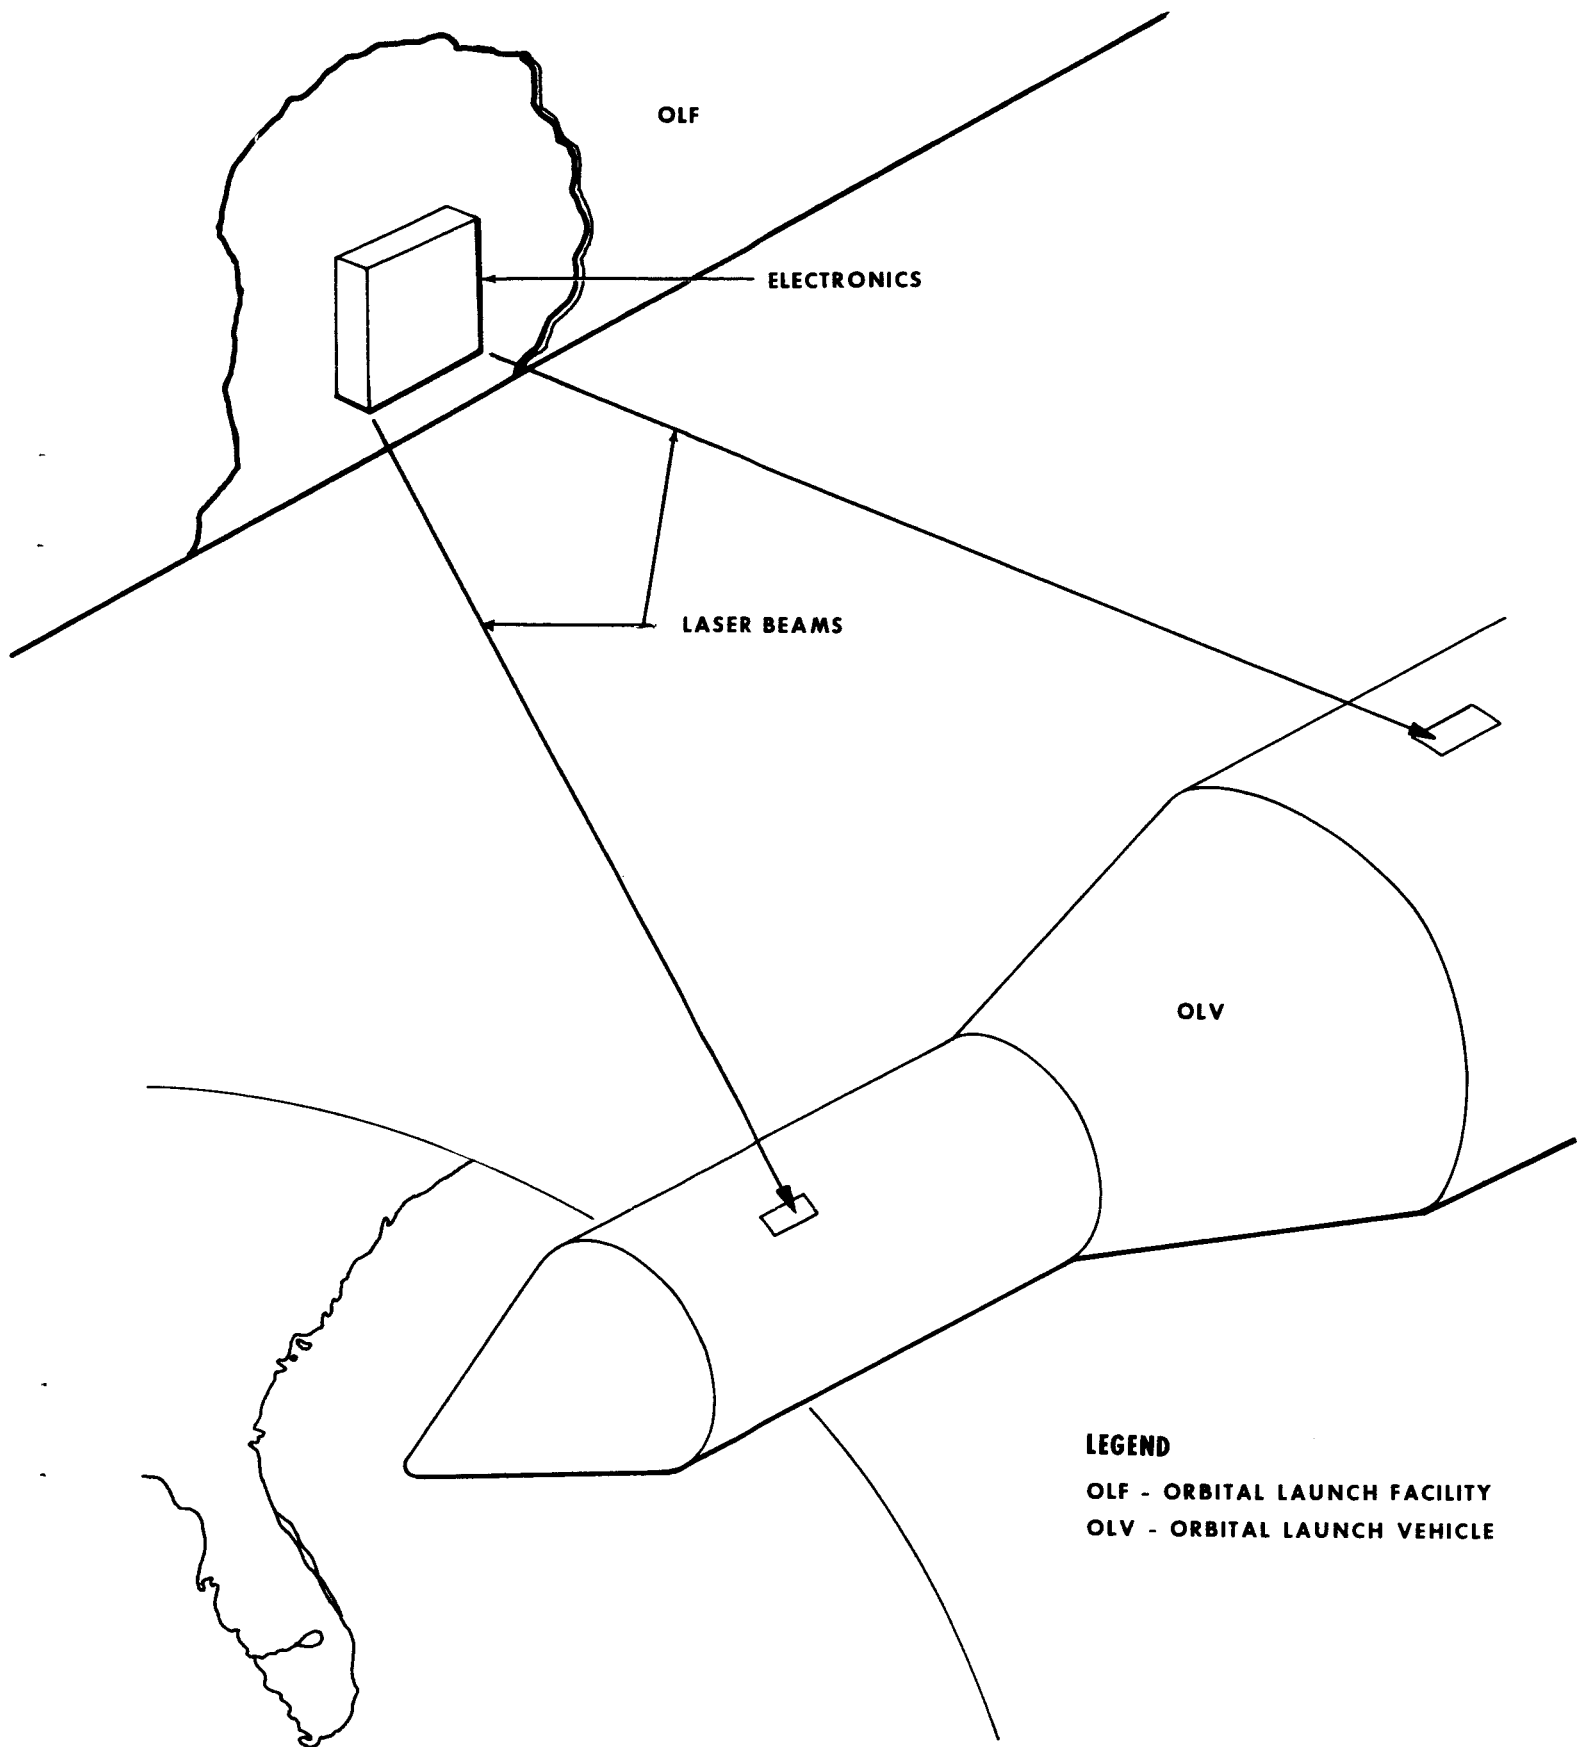 OLF
ELECTRONICS
LASER BEAMS
OLV
LEGEND
OLF - ORBITAL LAUNCH FACILITY
OLV - ORBITAL LAUNCH VEHICLE